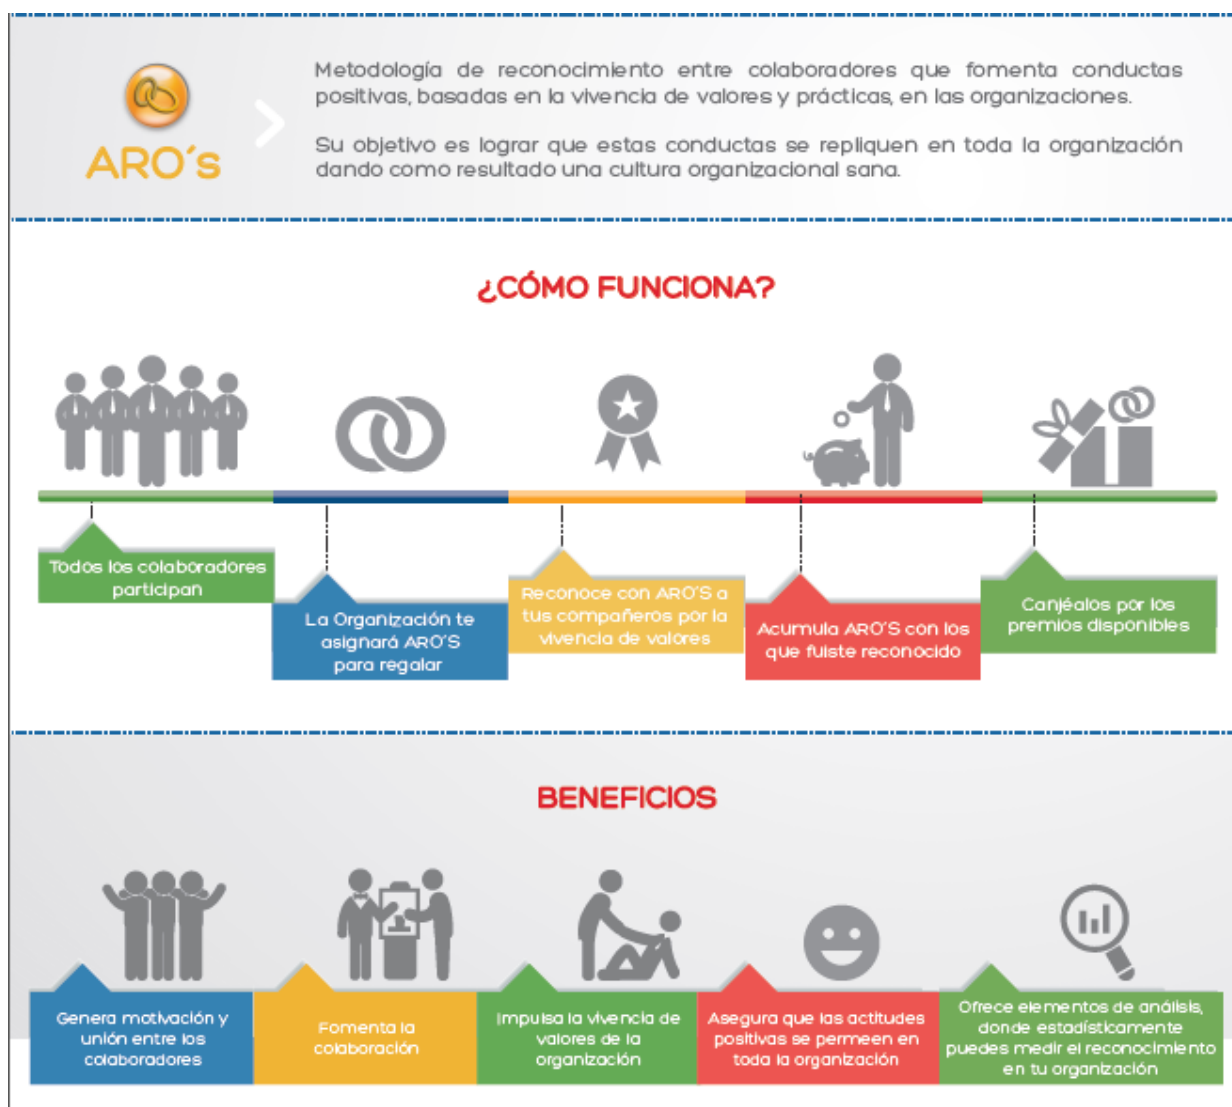 ARO´s
Metodología de reconocimiento entre colaboradores que fomenta conductas
positivas, basadas en la vivencia de valores y prácticas, en las organizaciones.
Su objetivo es lograr que estas conductas se repliquen en toda la organización
dando como resultado una cultura organizacional sana.
¿CÓMO FUNCIONA?
Todos los colaboradores
participan
La Organización te
asignará ARO'S
para regalar
Reconoce con ARO'S a
tus compañeros por la
vivencia de valores
Acumula ARO'S con los
que fuiste reconocido
Canjéalos por los
premios disponibles
BENEFICIOS
Genera motivación y
unión entre los
colaboradores
Fomenta la
colaboración
Impulsa la vivencia de
valores de la
organización
Asegura que las actitudes
positivas se permeen en
toda la organización
Ofrece elementos de análisis,
donde estadísticamente
puedes medir el reconocimiento
en tu organización